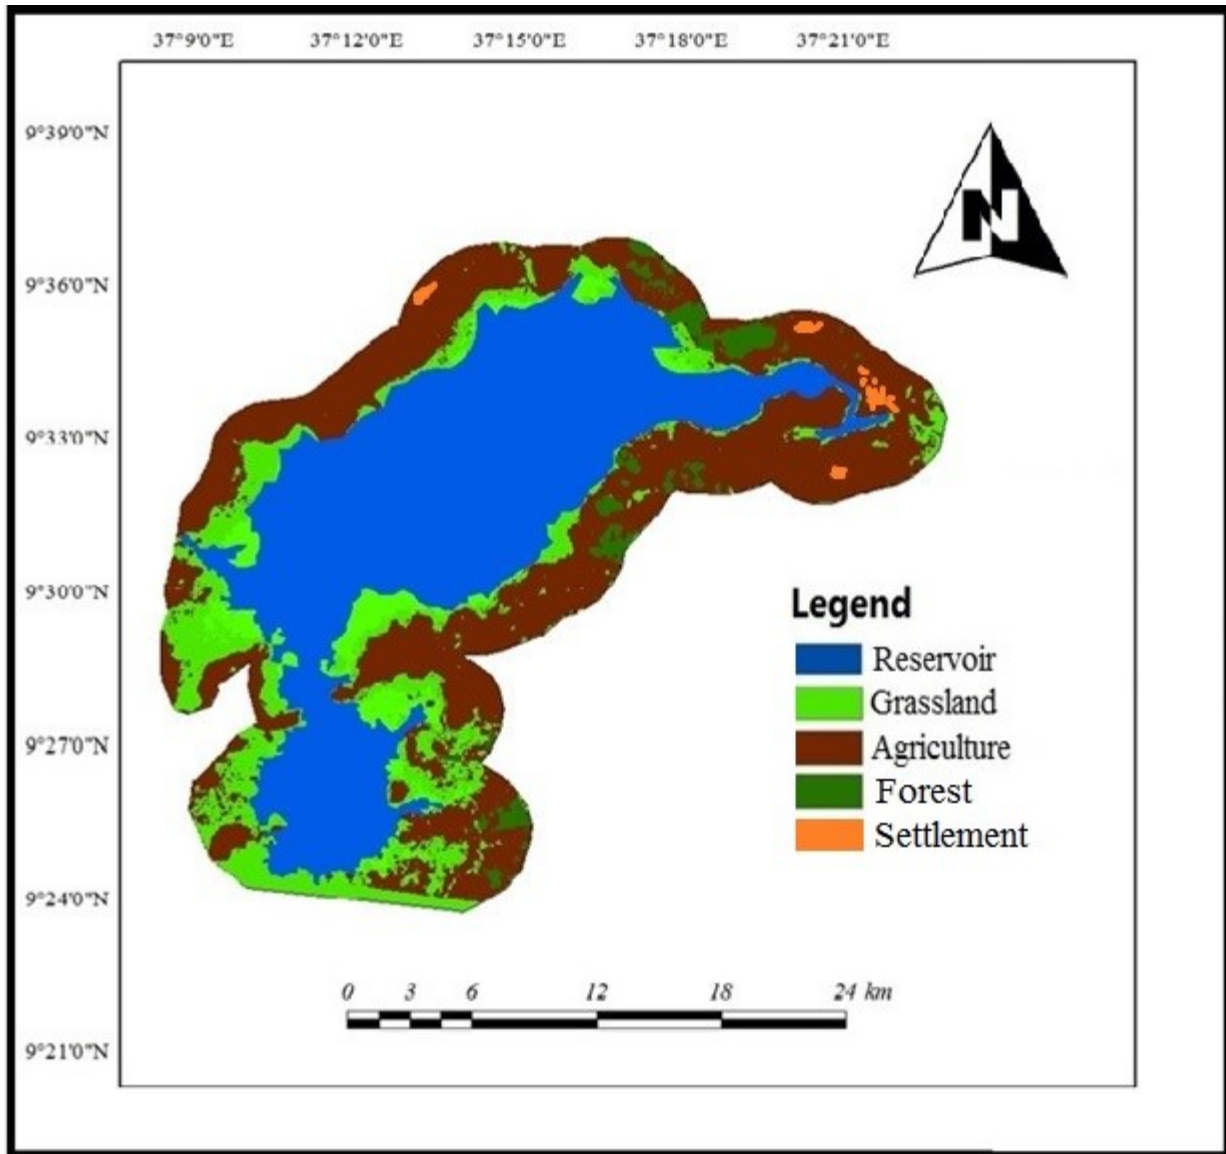 37°9'0"E 37°12'0"E 37°15'0"E 37°18'0"E 37°21'0"E
9°39'0"N
N
9°36'0"N
9°33'0"N
9°30'0"N
Legend
Reservoir
Grassland
9°27'0"N
Agriculture
Forest
Settlement
9°24'0"N
0 3 6 12 18 24 km
9°21'0"N